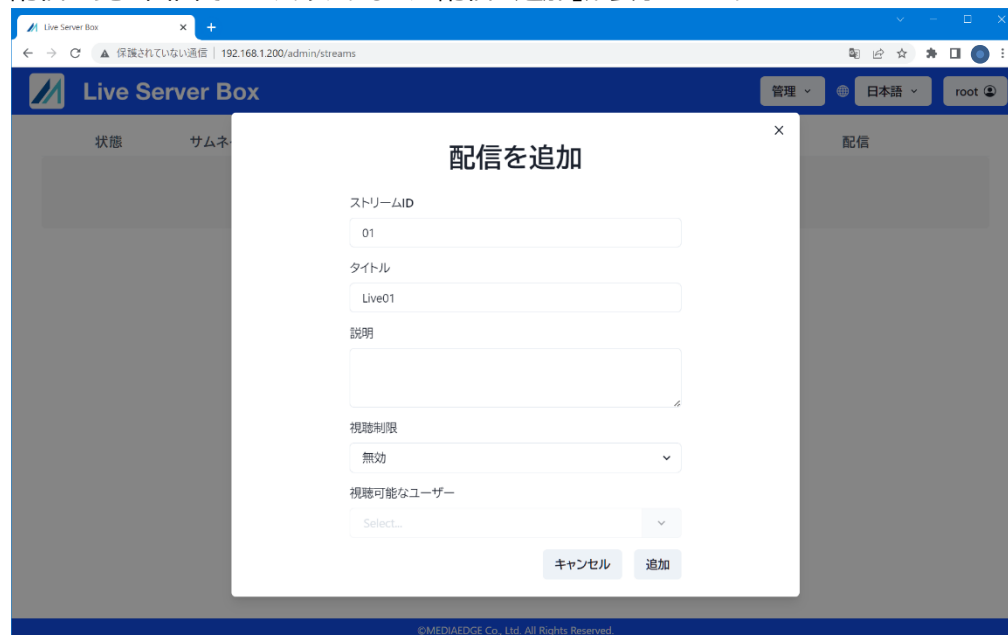 Live Server Box
保護されていない通信 | 192.168.1.200/admin/streams
Live Server Box
管理
日本語
root
状態
サムネ
配信
配信を追加
ストリームID
01
タイトル
Live01
説明
視聴制限
無効
視聴可能なユーザー
Select...
キャンセル
追加
©MEDIAEDGE Co., Ltd. All Rights Reserved.